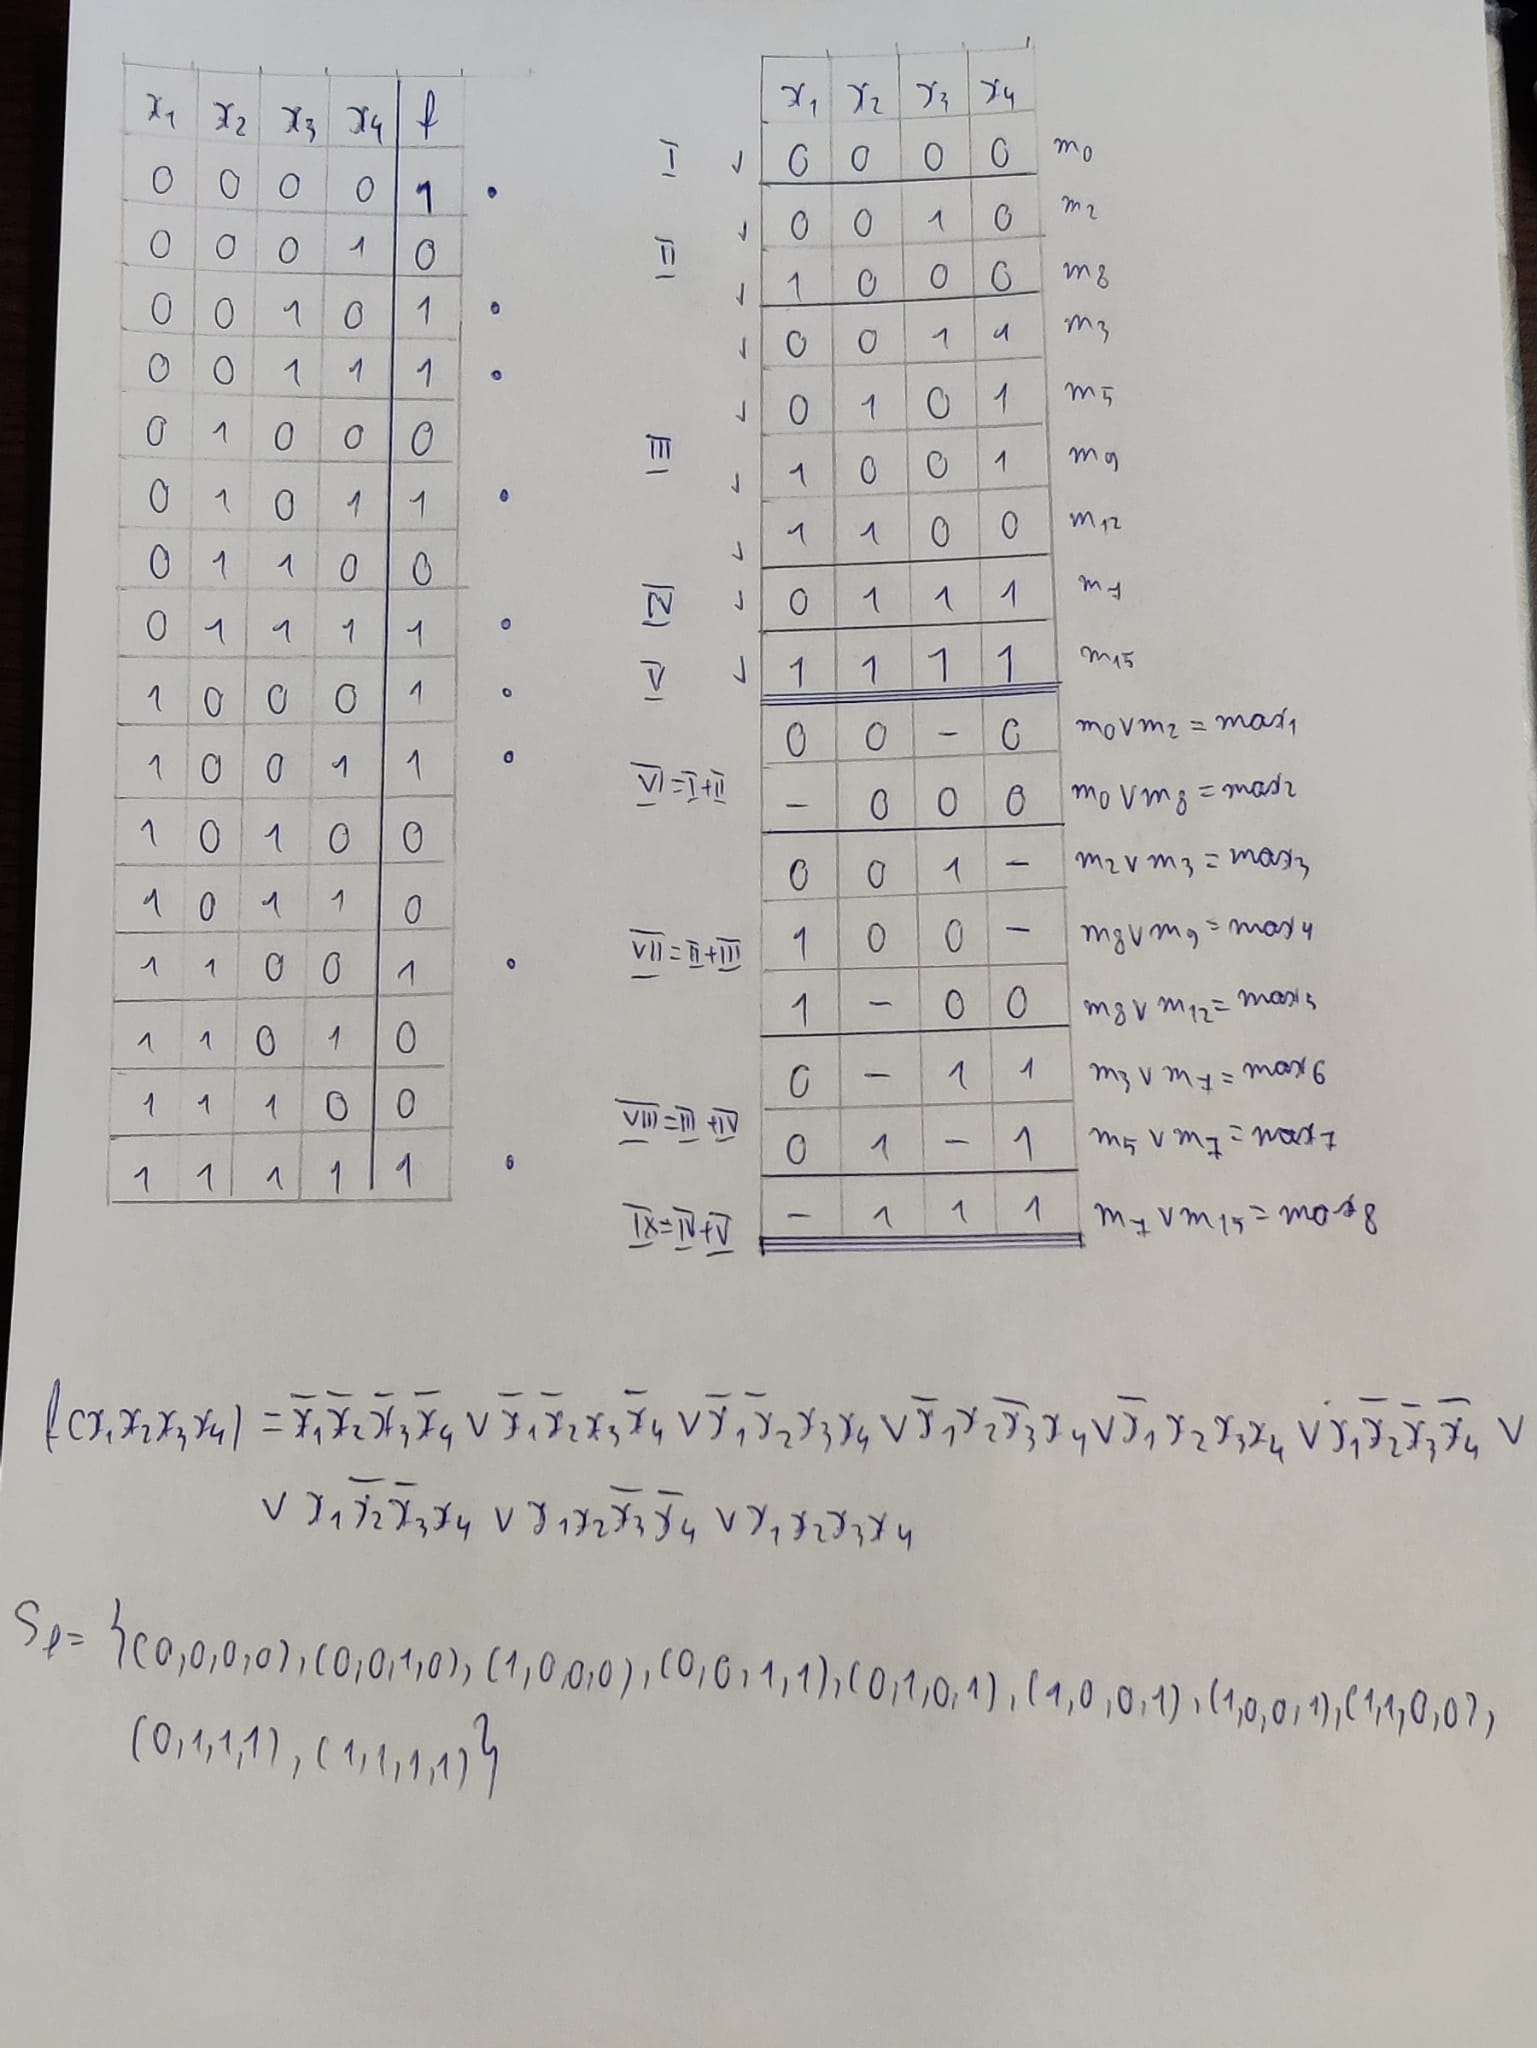 x₁ x₂ x₃ x₄ f
0 0 0 0 1 •
0 0 0 1 0
0 0 1 0 1 •
0 0 1 1 1 •
0 1 0 0 0
0 1 0 1 1 •
0 1 1 0 0
0 1 1 1 1 •
1 0 0 0 1 •
1 0 0 1 1 •
1 0 1 0 0
1 0 1 1 0
1 1 0 0 1 •
1 1 0 1 0
1 1 1 0 0
1 1 1 1 1 •
x₁ x₂ x₃ x₄
I ✓ 0 0 0 0 m₀
✓ 0 0 1 0 m₂
II ✓ 1 0 0 0 m₈
✓ 0 0 1 1 m₃
✓ 0 1 0 1 m₅
III ✓ 1 0 0 1 m₉
✓ 1 1 0 0 m₁₂
IV ✓ 0 1 1 1 m₇
V ✓ 1 1 1 1 m₁₅
0 0 – 0 m₀∨m₂ = max₁
VI=I+II – 0 0 0 m₀∨m₈ = max₂
0 0 1 – m₂∨m₃ = max₃
VII=II+III 1 0 0 – m₈∨m₉ = max₄
1 – 0 0 m₈∨m₁₂ = max₅
0 – 1 1 m₃∨m₇ = max₆
VIII=III+IV 0 1 – 1 m₅∨m₇ = max₇
IX=IV+V – 1 1 1 m₇∨m₁₅ = max₈
f(x₁x₂x₃x₄) = x̄₁x̄₂x̄₃x̄₄ ∨ x̄₁x̄₂x₃x̄₄ ∨ x̄₁x̄₂x₃x₄ ∨ x̄₁x₂x̄₃x₄ ∨ x̄₁x₂x₃x₄ ∨ x₁x̄₂x̄₃x̄₄ ∨
∨ x₁x̄₂x̄₃x₄ ∨ x₁x₂x̄₃x̄₄ ∨ x₁x₂x₃x₄
S_f = {(0,0,0,0), (0,0,1,0), (1,0,0,0), (0,0,1,1), (0,1,0,1), (1,0,0,1), (1,0,0,1), (1,1,0,0),
(0,1,1,1), (1,1,1,1)}